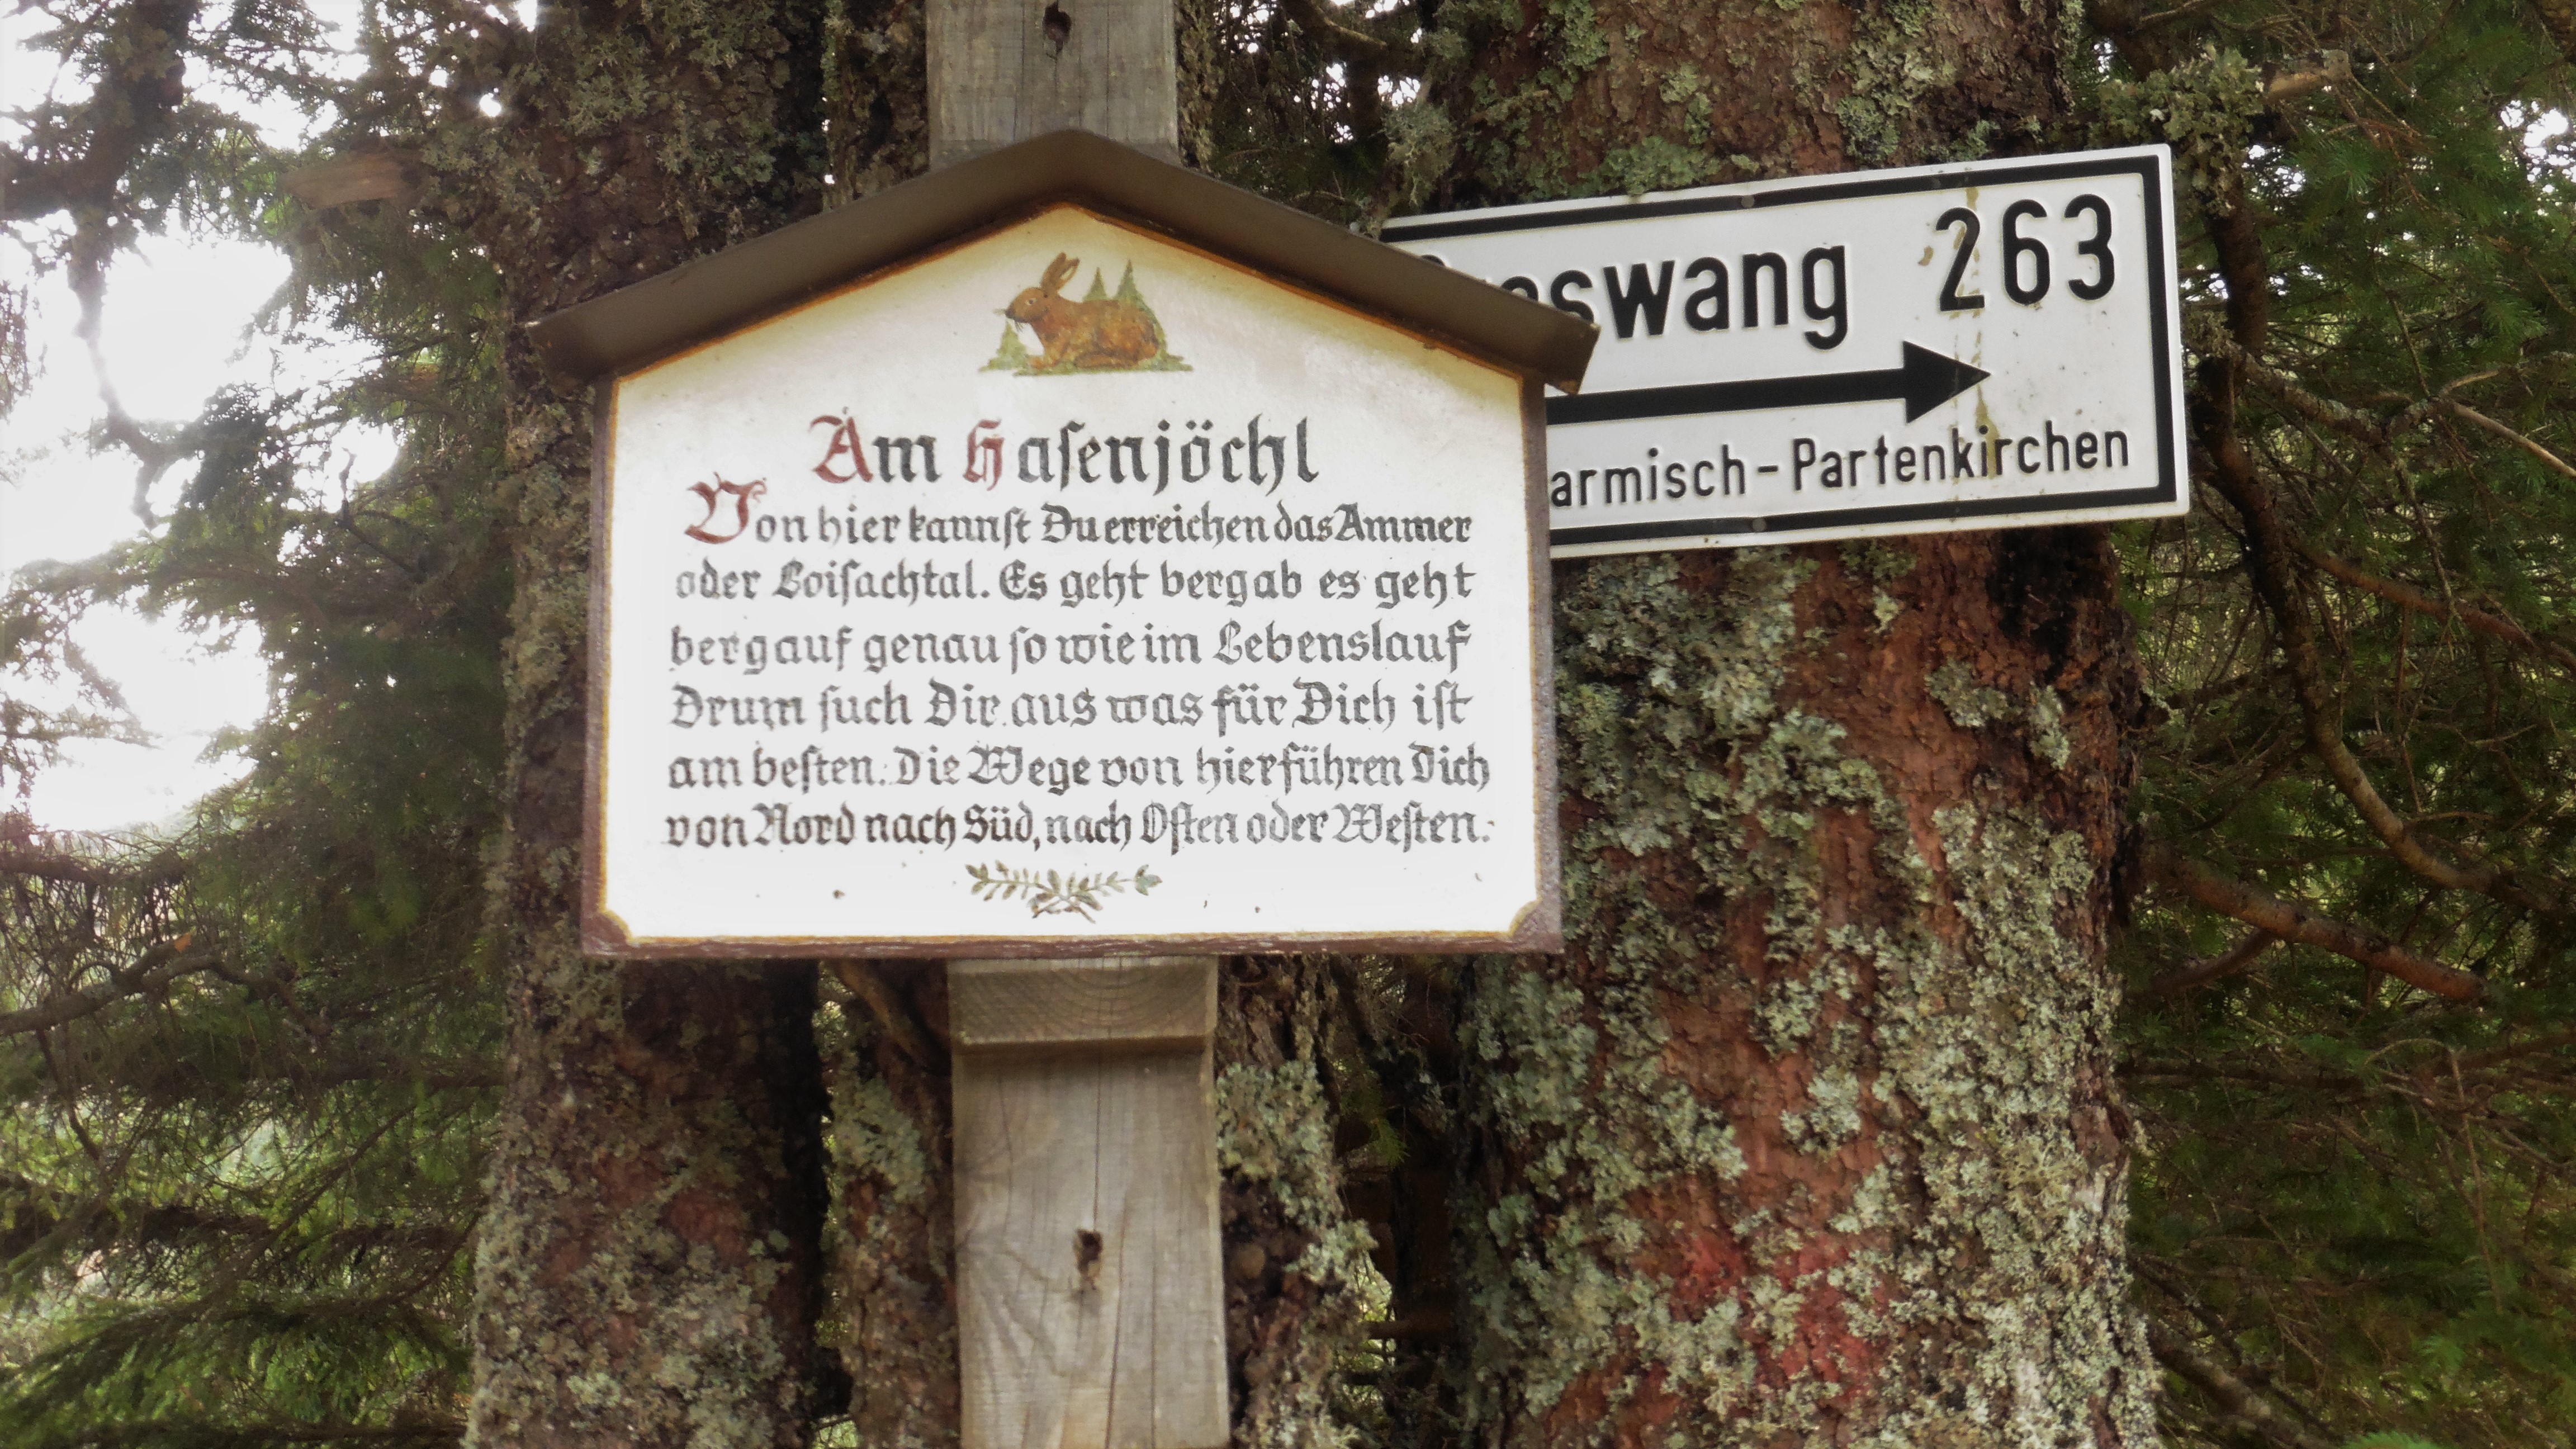 Am Haſenjöchl
Von hier kannſt Du erreichen das Ammer
oder Loiſachtal. Es geht bergab es geht
bergauf genau ſo wie im Lebenslauf
Drum ſuch Dir aus was für Dich iſt
am beſten. Die Wege von hier führen Dich
von Nord nach Süd, nach Oſten oder Weſten.
263
armisch-Partenkirchen